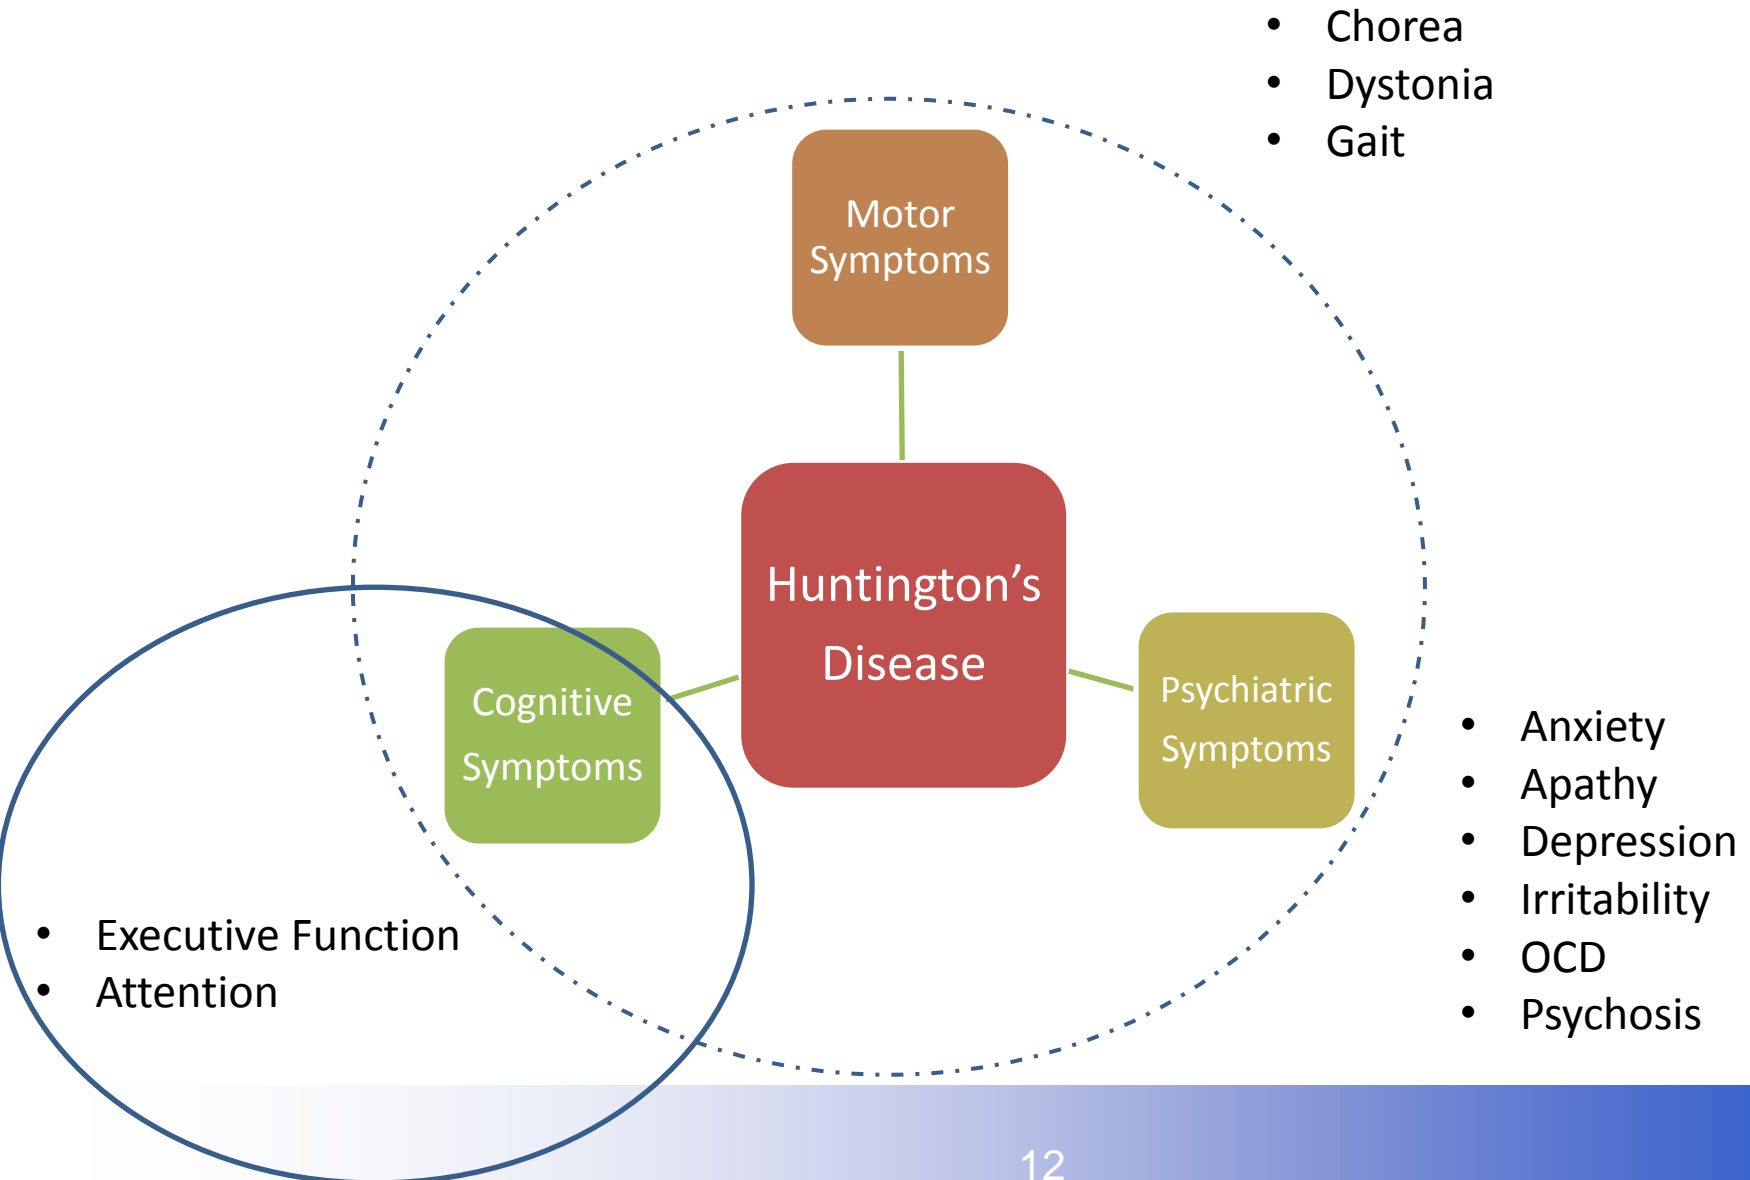 • Chorea
• Dystonia
• Gait
Motor
Symptoms
Huntington’s
Disease
Cognitive
Symptoms
Psychiatric
Symptoms
• Anxiety
• Apathy
• Depression
• Irritability
• OCD
• Psychosis
• Executive Function
• Attention
12